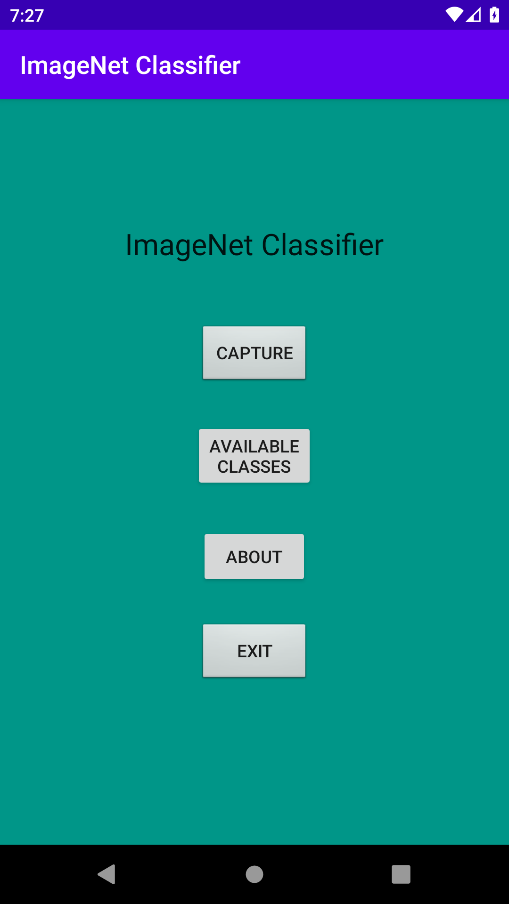 7:27
ImageNet Classifier
ImageNet Classifier
CAPTURE
AVAILABLE
CLASSES
ABOUT
EXIT